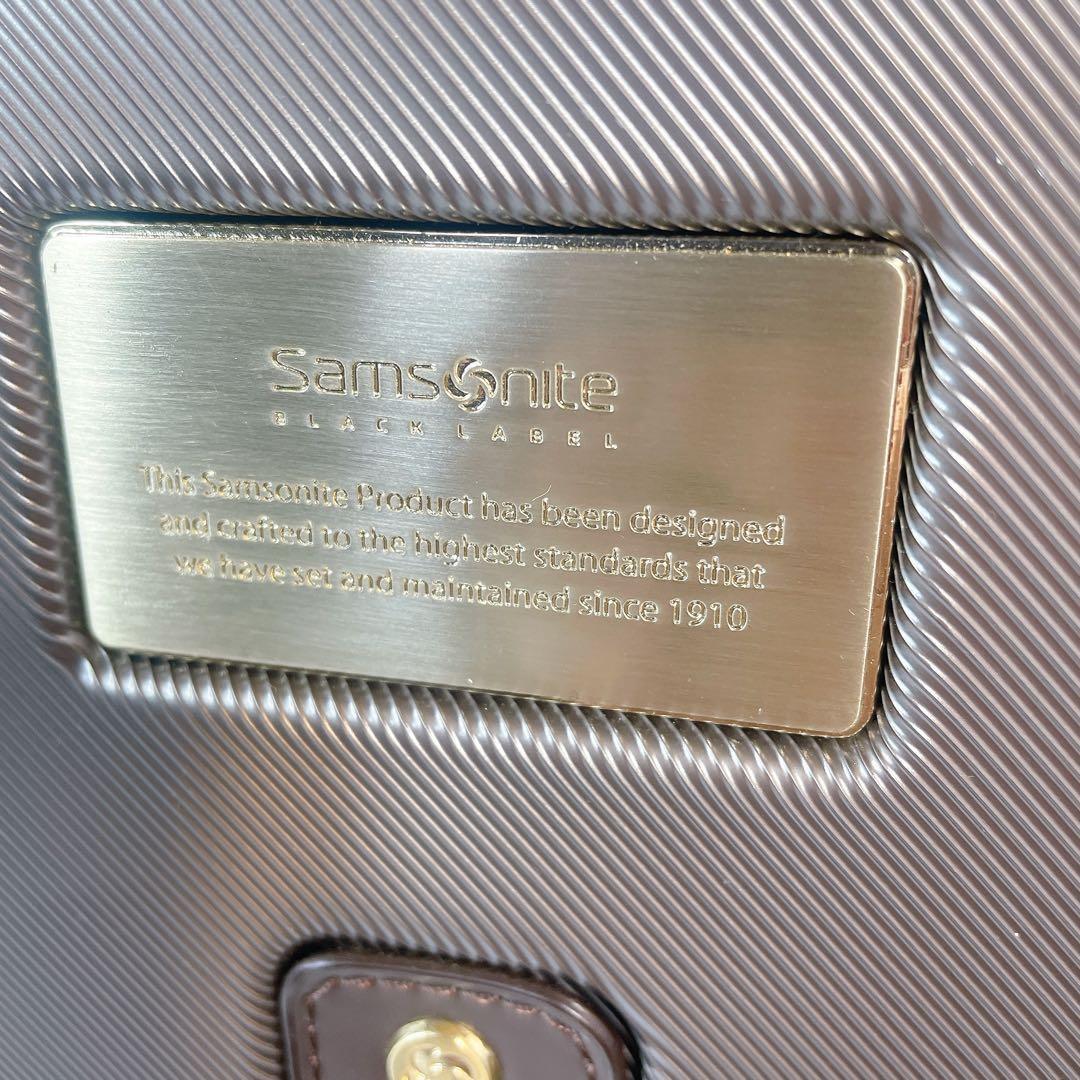 Samsonite
BLACK LABEL
This Samsonite Product has been designed
and crafted to the highest standards that
we have set and maintained since 1910